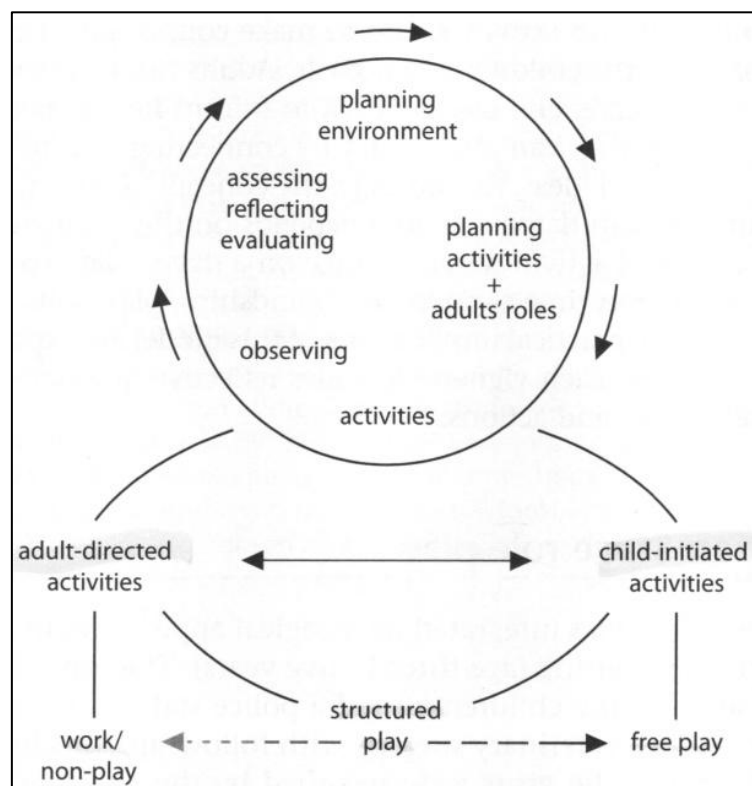 planning
environment
assessing
reflecting
evaluating
planning
activities
+
adults' roles
observing
activities
adult-directed
activities
child-initiated
activities
structured
play
work/
non-play
free play